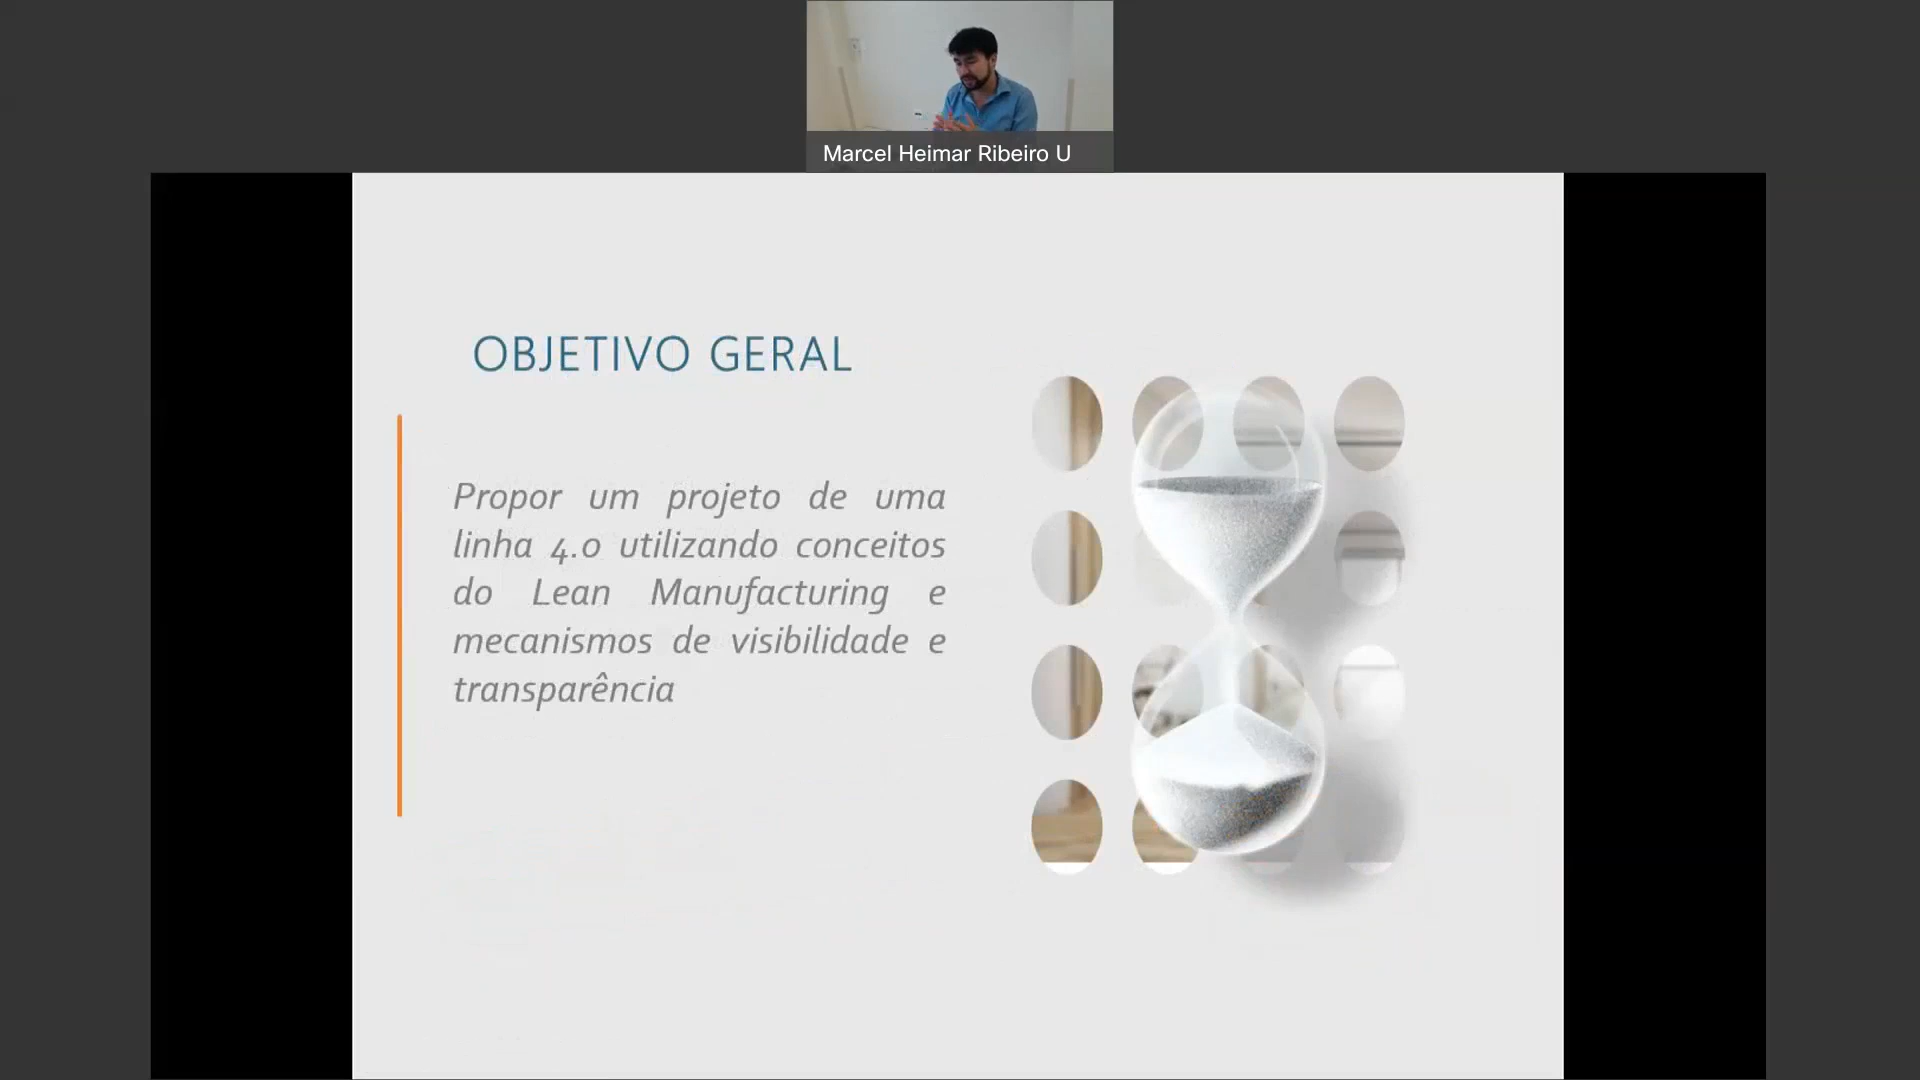 Marcel Heimar Ribeiro U
OBJETIVO GERAL
Propor um projeto de uma
linha 4.0 utilizando conceitos
do Lean Manufacturing e
mecanismos de visibilidade e
transparência